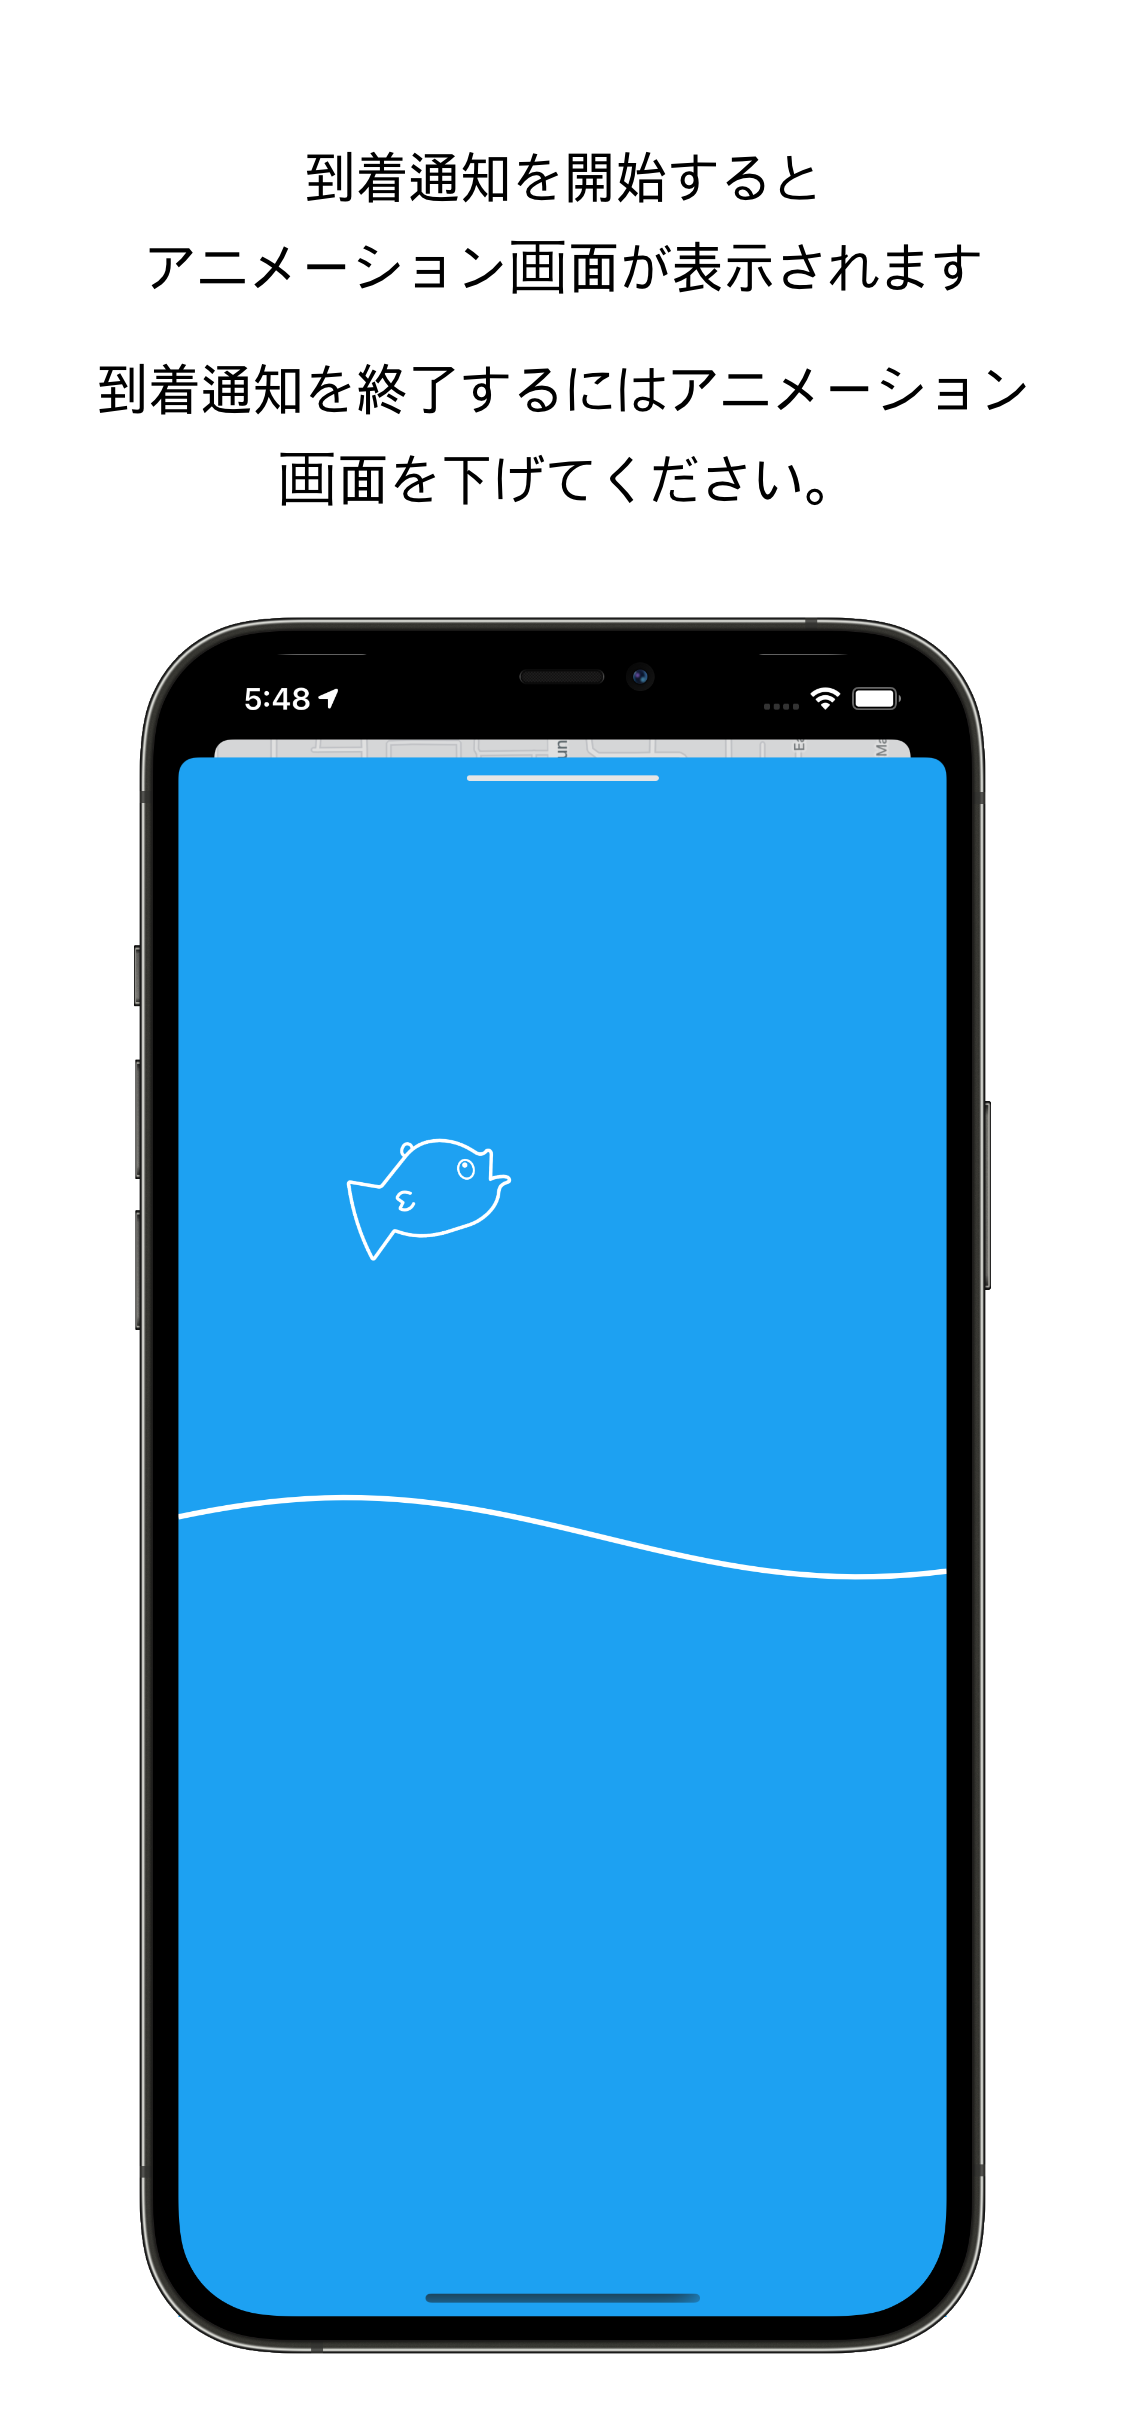 到着通知を開始すると
アニメーション画面が表示されます
到着通知を終了するにはアニメーション
画面を下げてください。
5:48